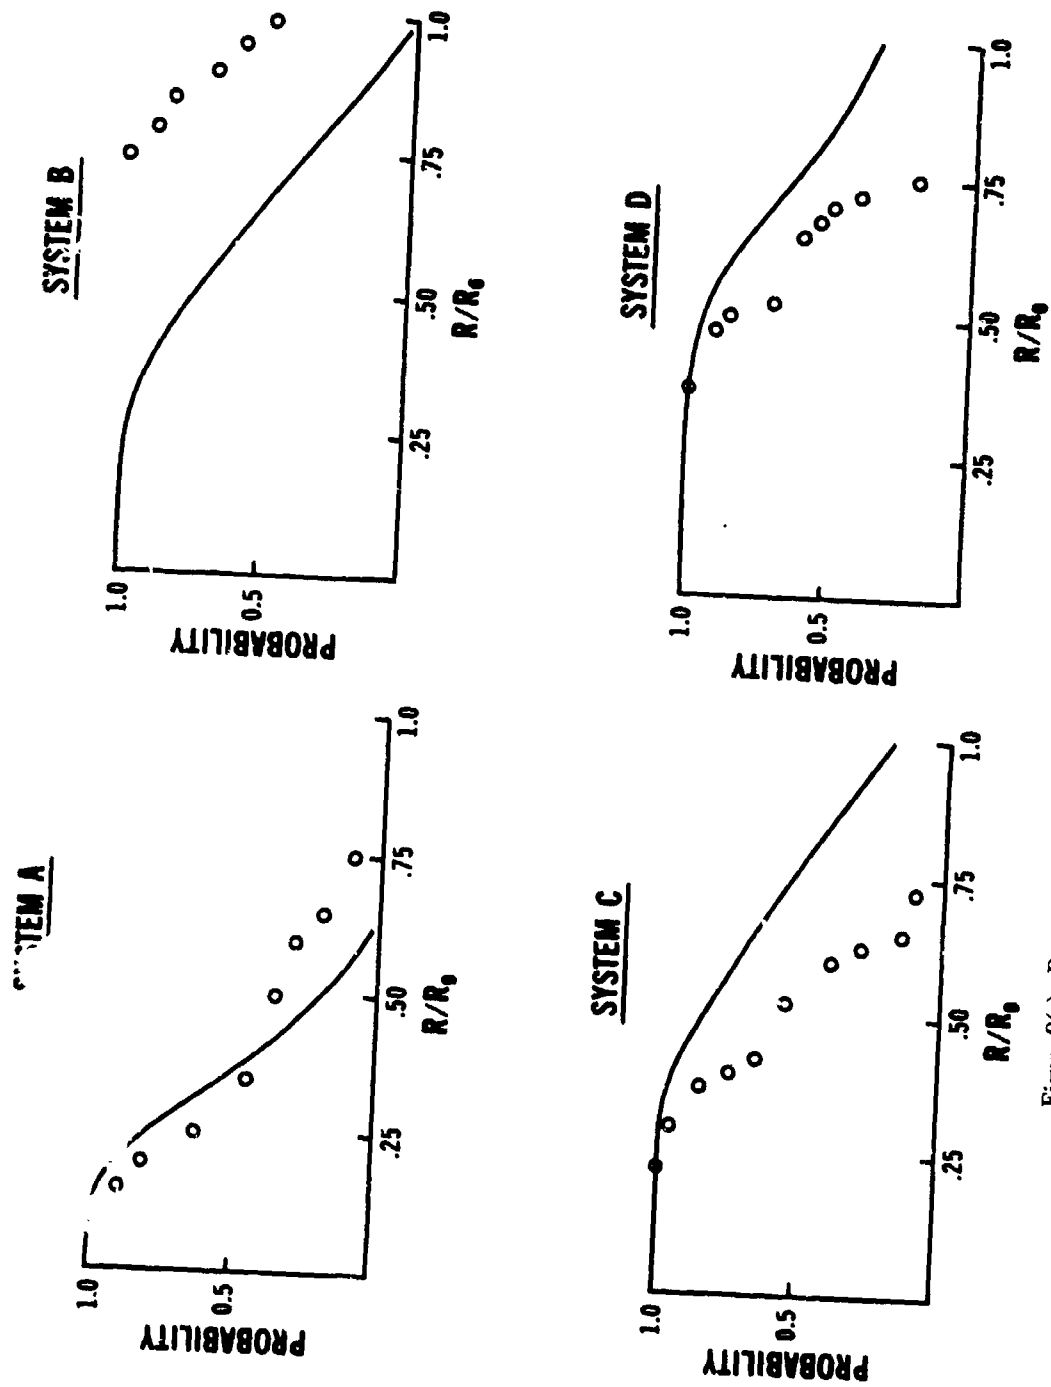 SYSTEM B
1.0
0.5
PROBABILITY
.25
.50
.75
1.0
R/R₀
SYSTEM D
1.0
0.5
PROBABILITY
.25
.50
.75
1.0
R/R₀
TEM A
1.0
0.5
PROBABILITY
.25
.50
.75
1.0
R/R₀
SYSTEM C
1.0
0.5
PROBABILITY
.25
.50
.75
1.0
R/R₀